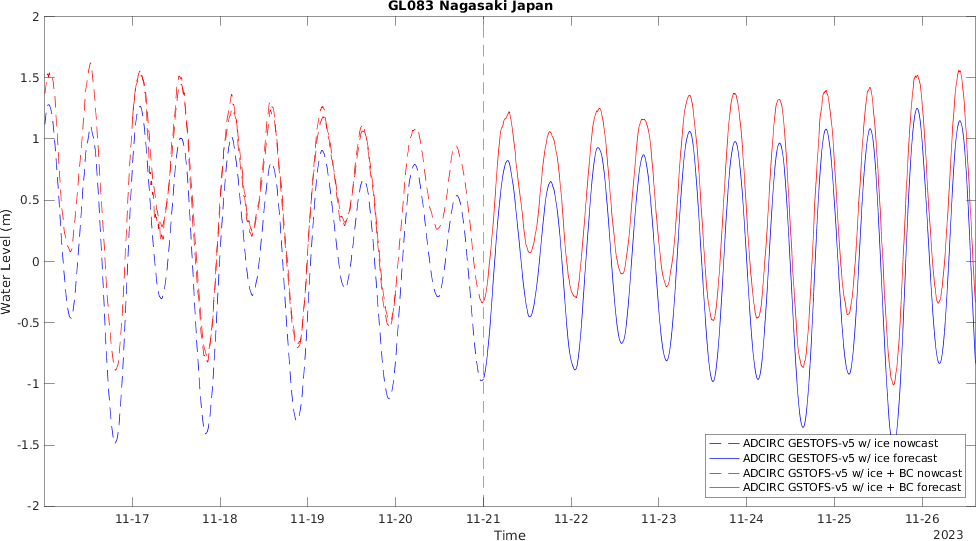 GL083 Nagasaki Japan
2
1.5
1
0.5
0
-0.5
-1
-1.5
-2
Water Level (m)
ADCIRC GESTOFS-v5 w/ ice nowcast
ADCIRC GESTOFS-v5 w/ ice forecast
ADCIRC GSTOFS-v5 w/ ice + BC nowcast
ADCIRC GSTOFS-v5 w/ ice + BC forecast
11-17 11-18 11-19 11-20 11-21 11-22 11-23 11-24 11-25 11-26
Time
2023